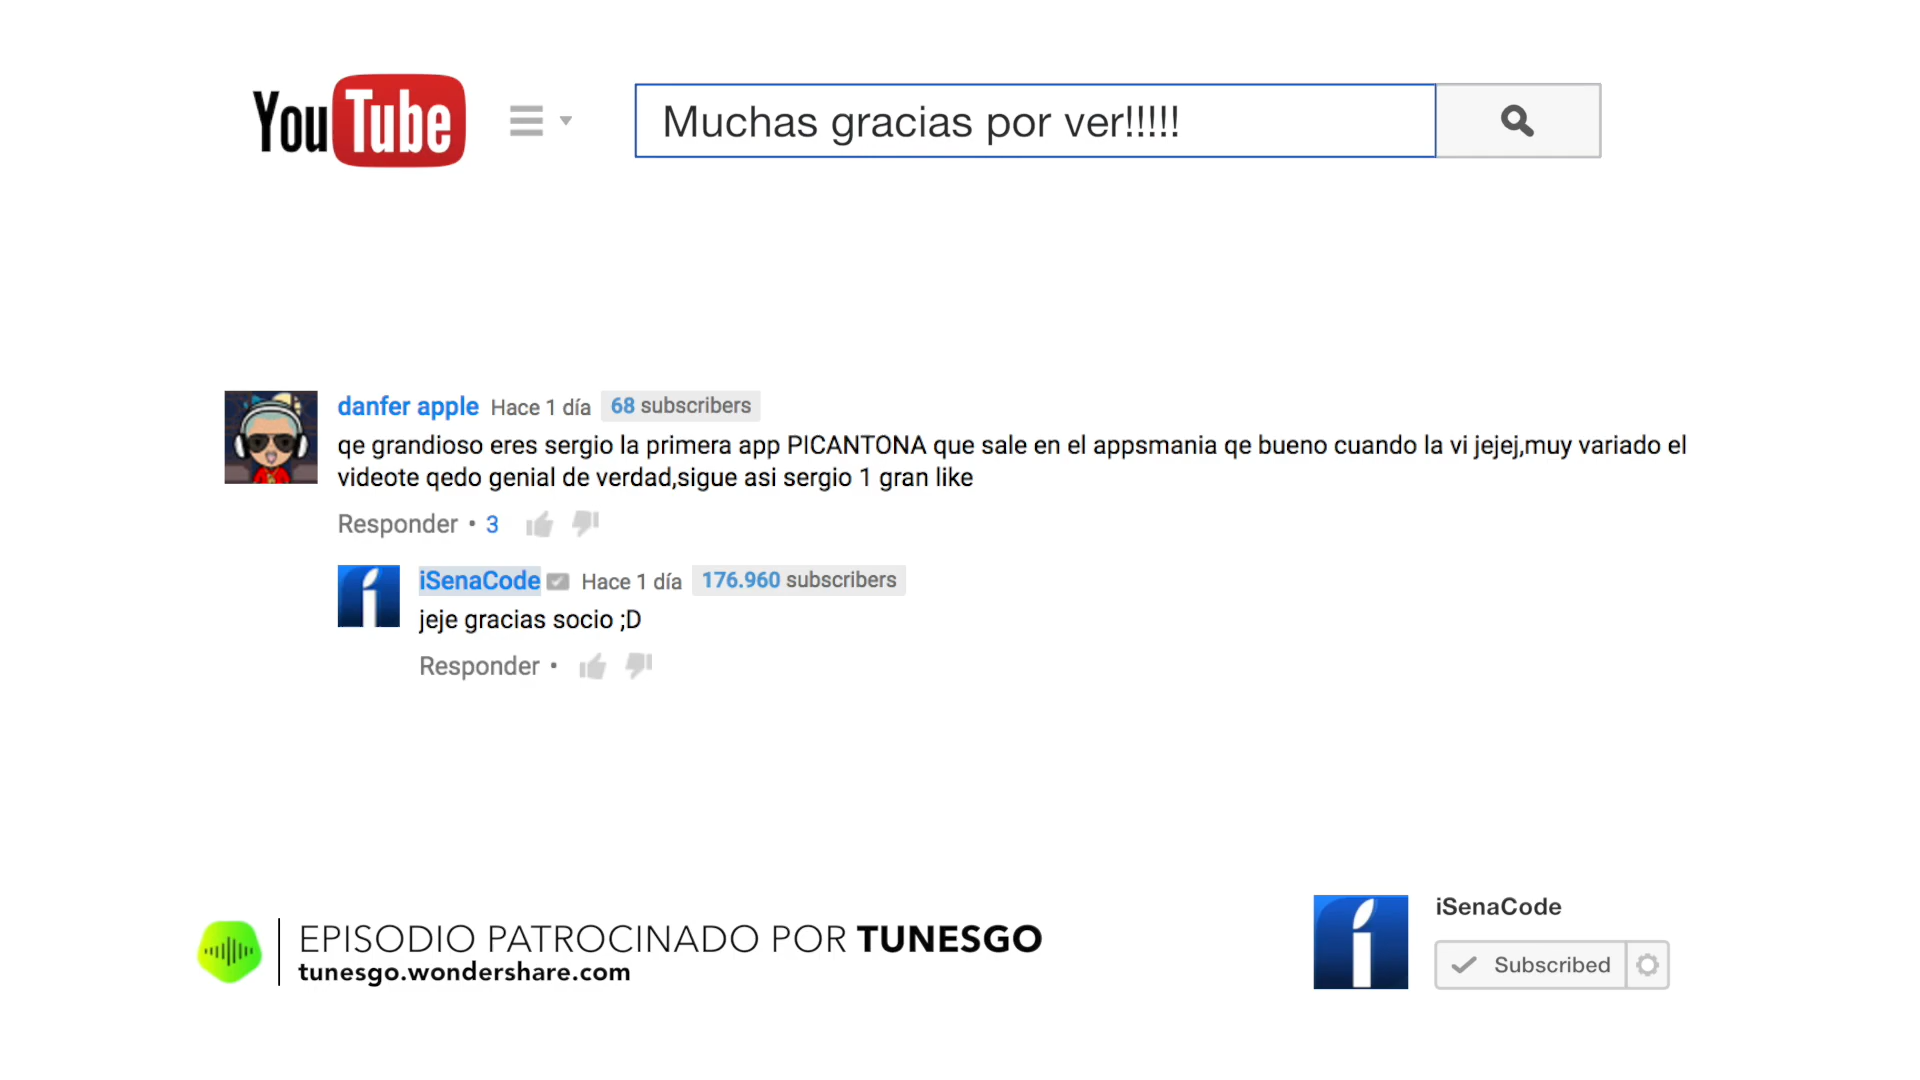 YouTube
Muchas gracias por ver!!!!!
danfer apple Hace 1 día 68 subscribers
qe grandioso eres sergio la primera app PICANTONA que sale en el appsmania qe bueno cuando la vi jejej,muy variado el
videote qedo genial de verdad,sigue asi sergio 1 gran like
Responder • 3
iSenaCode Hace 1 día 176.960 subscribers
jeje gracias socio ;D
Responder •
EPISODIO PATROCINADO POR TUNESGO
tunesgo.wondershare.com
iSenaCode
Subscribed